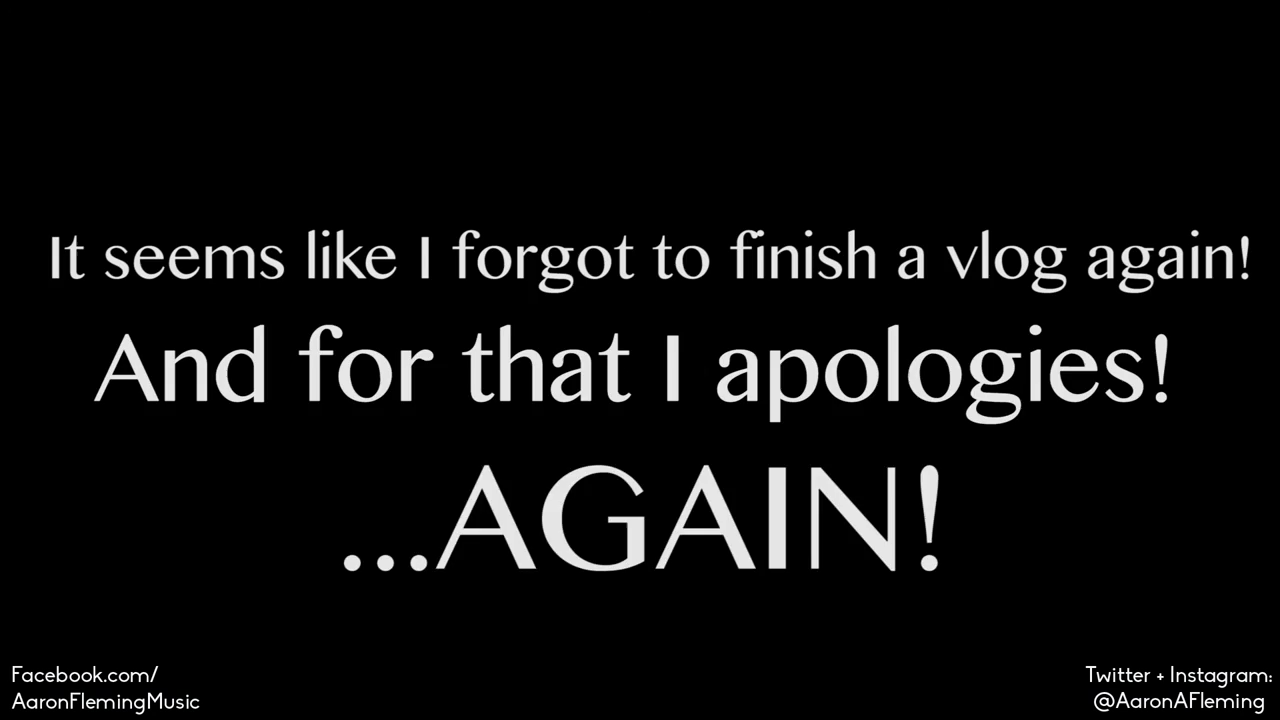 It seems like I forgot to finish a vlog again!
And for that I apologies!
...AGAIN!
Facebook.com/
AaronFlemingMusic
Twitter + Instagram:
@AaronAFleming